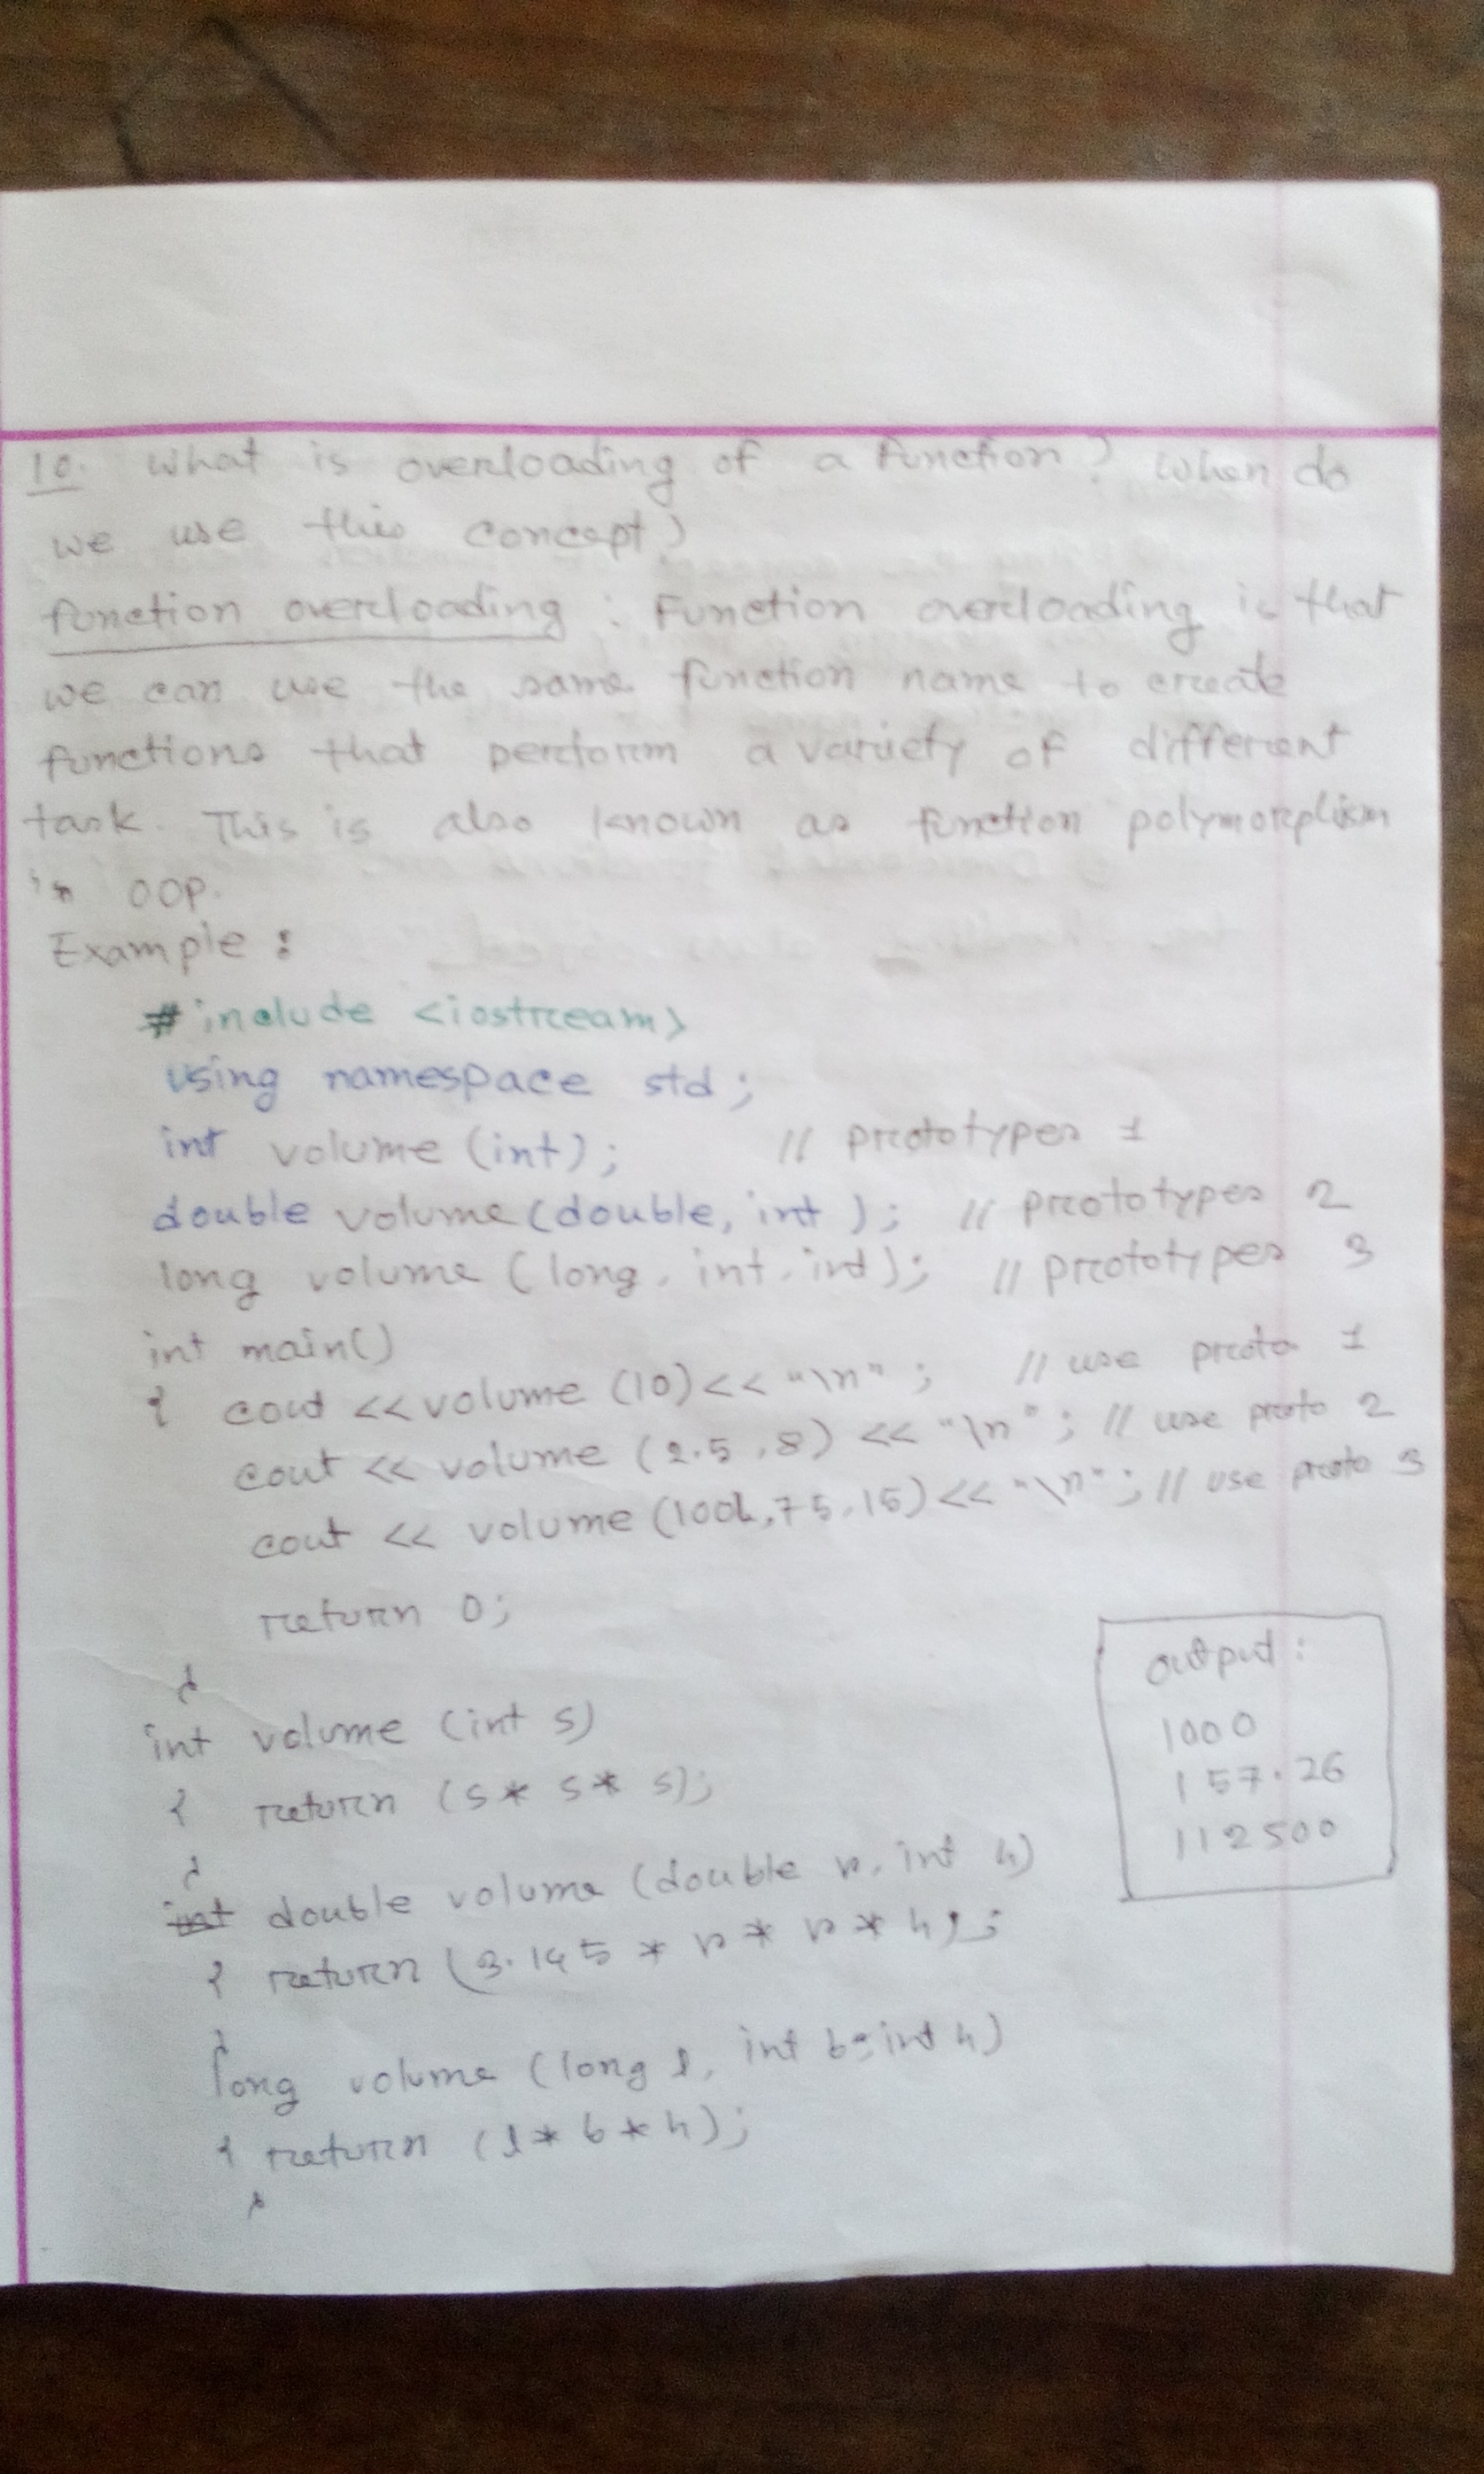 10. What is overloading of a function? When do
we use this concept?
function overloading : Function overloading is that
we can use the same function name to create
functions that perform a variety of different
task. This is also known as function polymorphism
in OOP.
Example :
#include <iostream>
using namespace std ;
int volume (int) ; // prototypes 1
double volume (double, int ) ; // prototypes 2
long volume (long, int, int) ; // prototypes 3
int main()
{ cout << volume (10) << "\n" ; // use proto 1
cout << volume (2.5 ,8) << "\n" ; // use proto 2
cout << volume (100L,75,15) << "\n" ; // use proto 3
return 0;
}
int volume (int s)
{ return (s* s* s);
}
double volume (double r, int h)
{ return (3.145 * r * r * h) ;
}
long volume (long l, int b, int h)
{ return (l* b * h);
}
output :
1000
157.26
112500